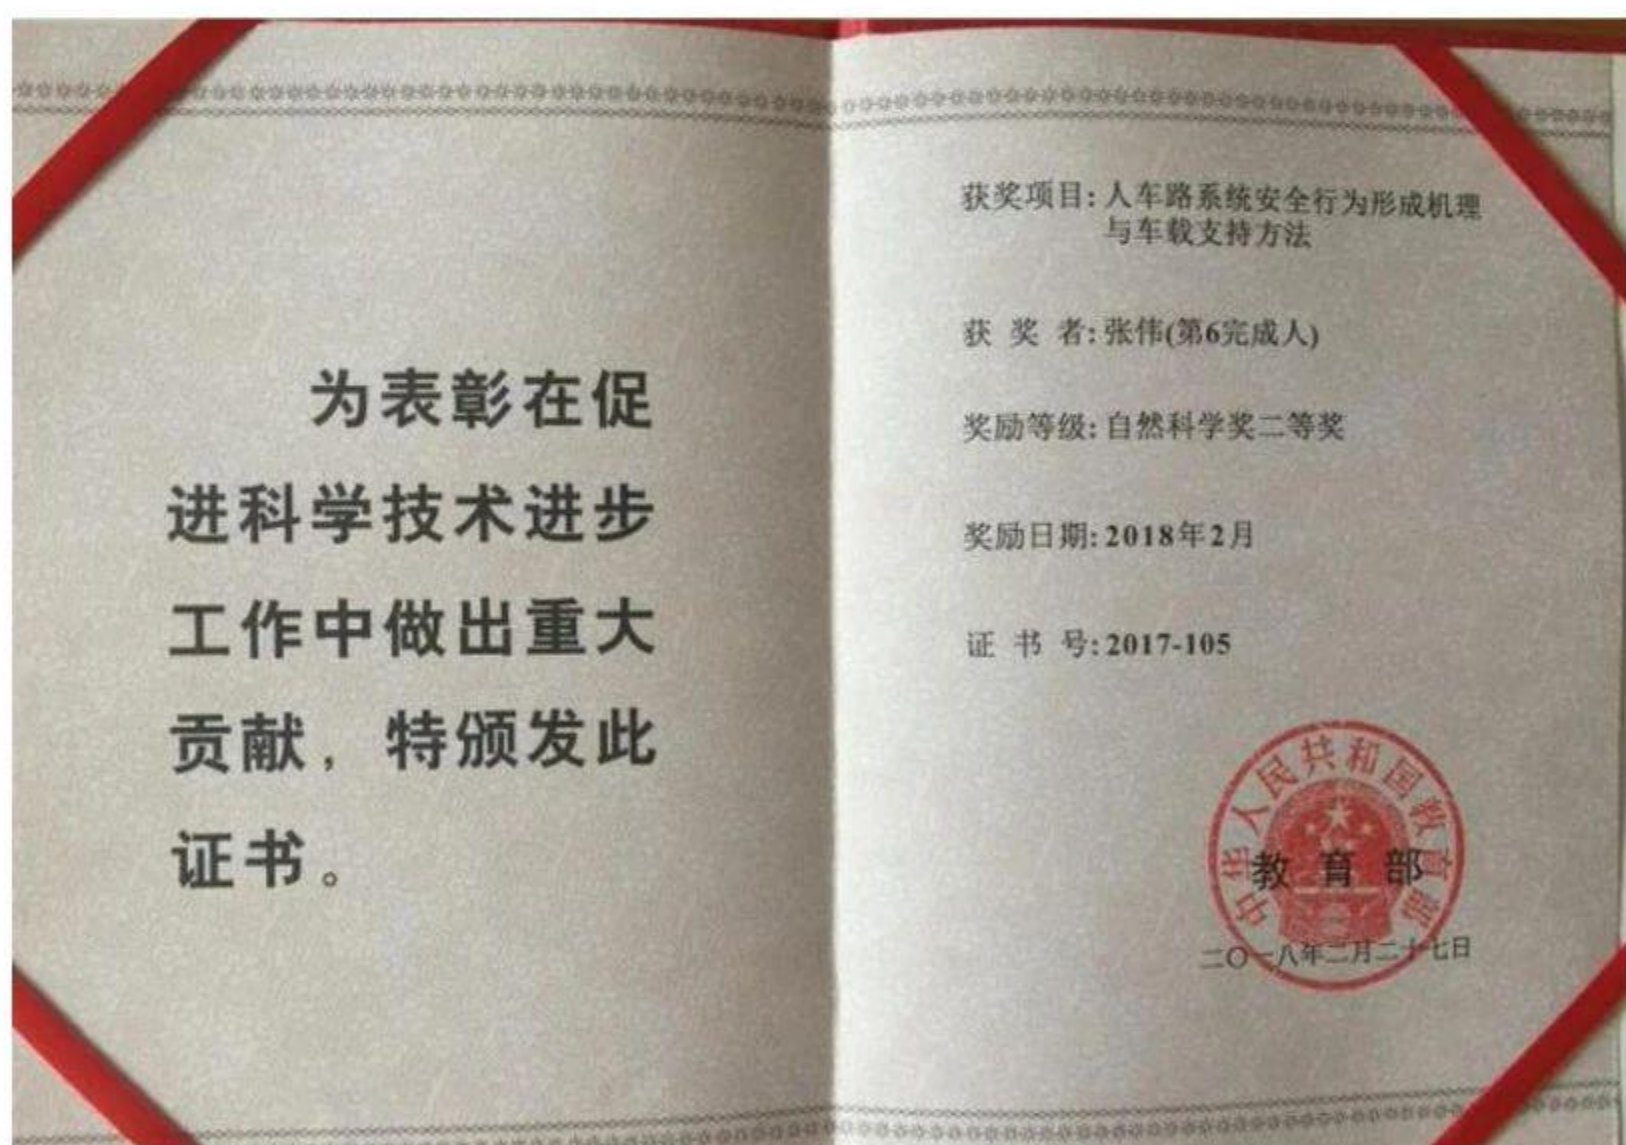 为表彰在促
进科学技术进步
工作中做出重大
贡献，特颁发此
证书。
获奖项目:人车路系统安全行为形成机理
与车载支持方法
获 奖 者:张伟(第6完成人)
奖励等级:自然科学奖二等奖
奖励日期:2018年2月
证 书 号:2017-105
中华人民共和国教育部
教 育 部
二〇一八年二月二十七日